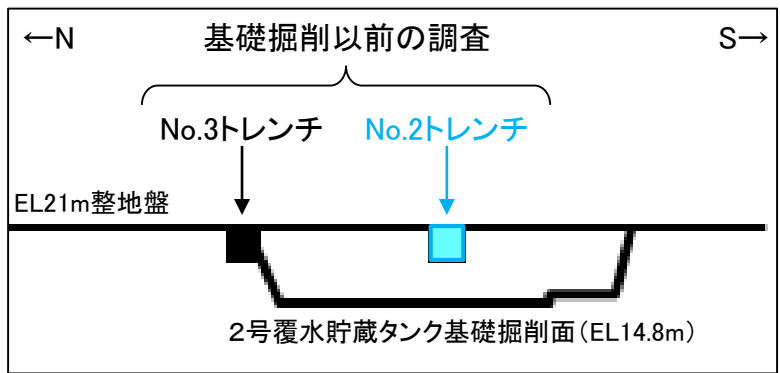 ←N 基礎掘削以前の調査 S→
No.3トレンチ No.2トレンチ
EL21m整地盤
2号覆水貯蔵タンク基礎掘削面(EL14.8m)